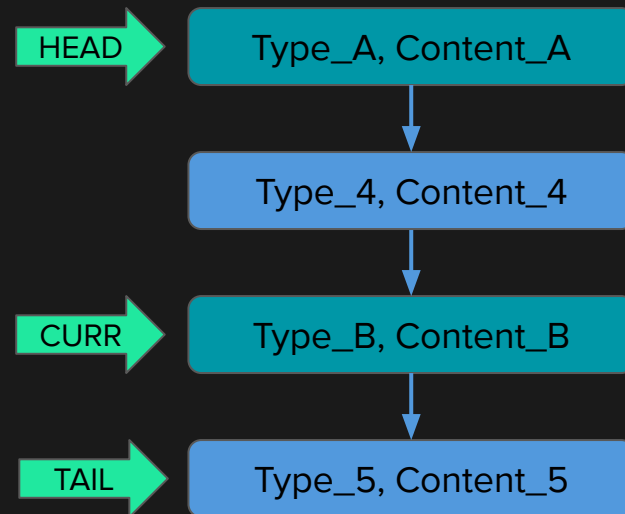 HEAD
Type_A, Content_A
Type_4, Content_4
CURR
Type_B, Content_B
TAIL
Type_5, Content_5